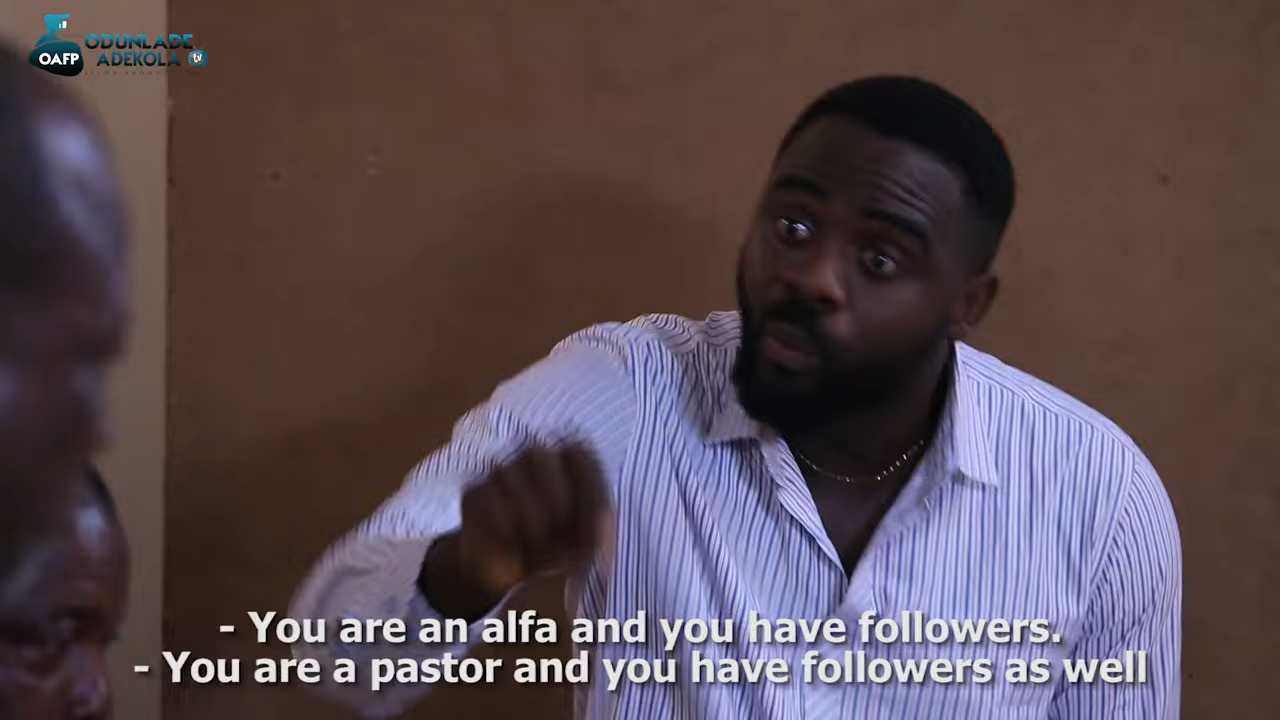 OAFP
ODUNLADE
ADEKOLA tv
- You are an alfa and you have followers.
- You are a pastor and you have followers as well